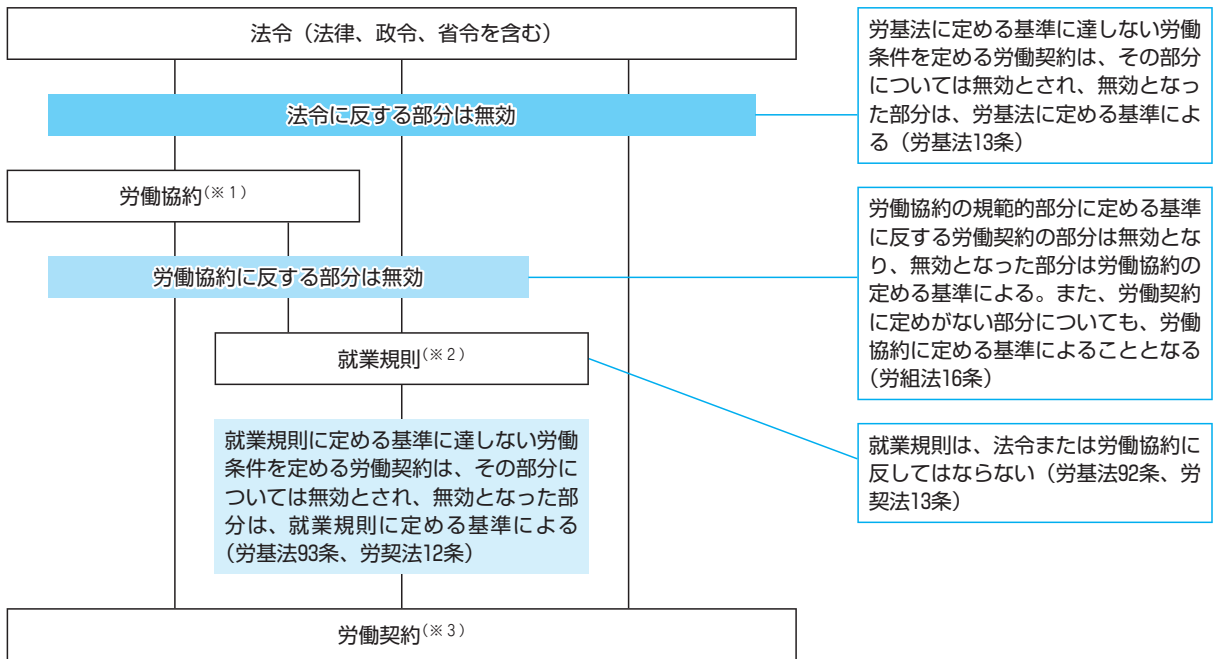 法令（法律、政令、省令を含む）
法令に反する部分は無効
労働協約(※1)
労働協約に反する部分は無効
就業規則(※2)
就業規則に定める基準に達しない労働
条件を定める労働契約は、その部分に
ついては無効とされ、無効となった部
分は、就業規則に定める基準による
（労基法93条、労契法12条）
労働契約(※3)
労基法に定める基準に達しない労働
条件を定める労働契約は、その部分
については無効とされ、無効となっ
た部分は、労基法に定める基準によ
る（労基法13条）
労働協約の規範的部分に定める基準
に反する労働契約の部分は無効とな
り、無効となった部分は労働協約の
定める基準による。また、労働契約
に定めがない部分についても、労働
協約に定める基準によることとなる
（労組法16条）
就業規則は、法令または労働協約に
反してはならない（労基法92条、労
契法13条）